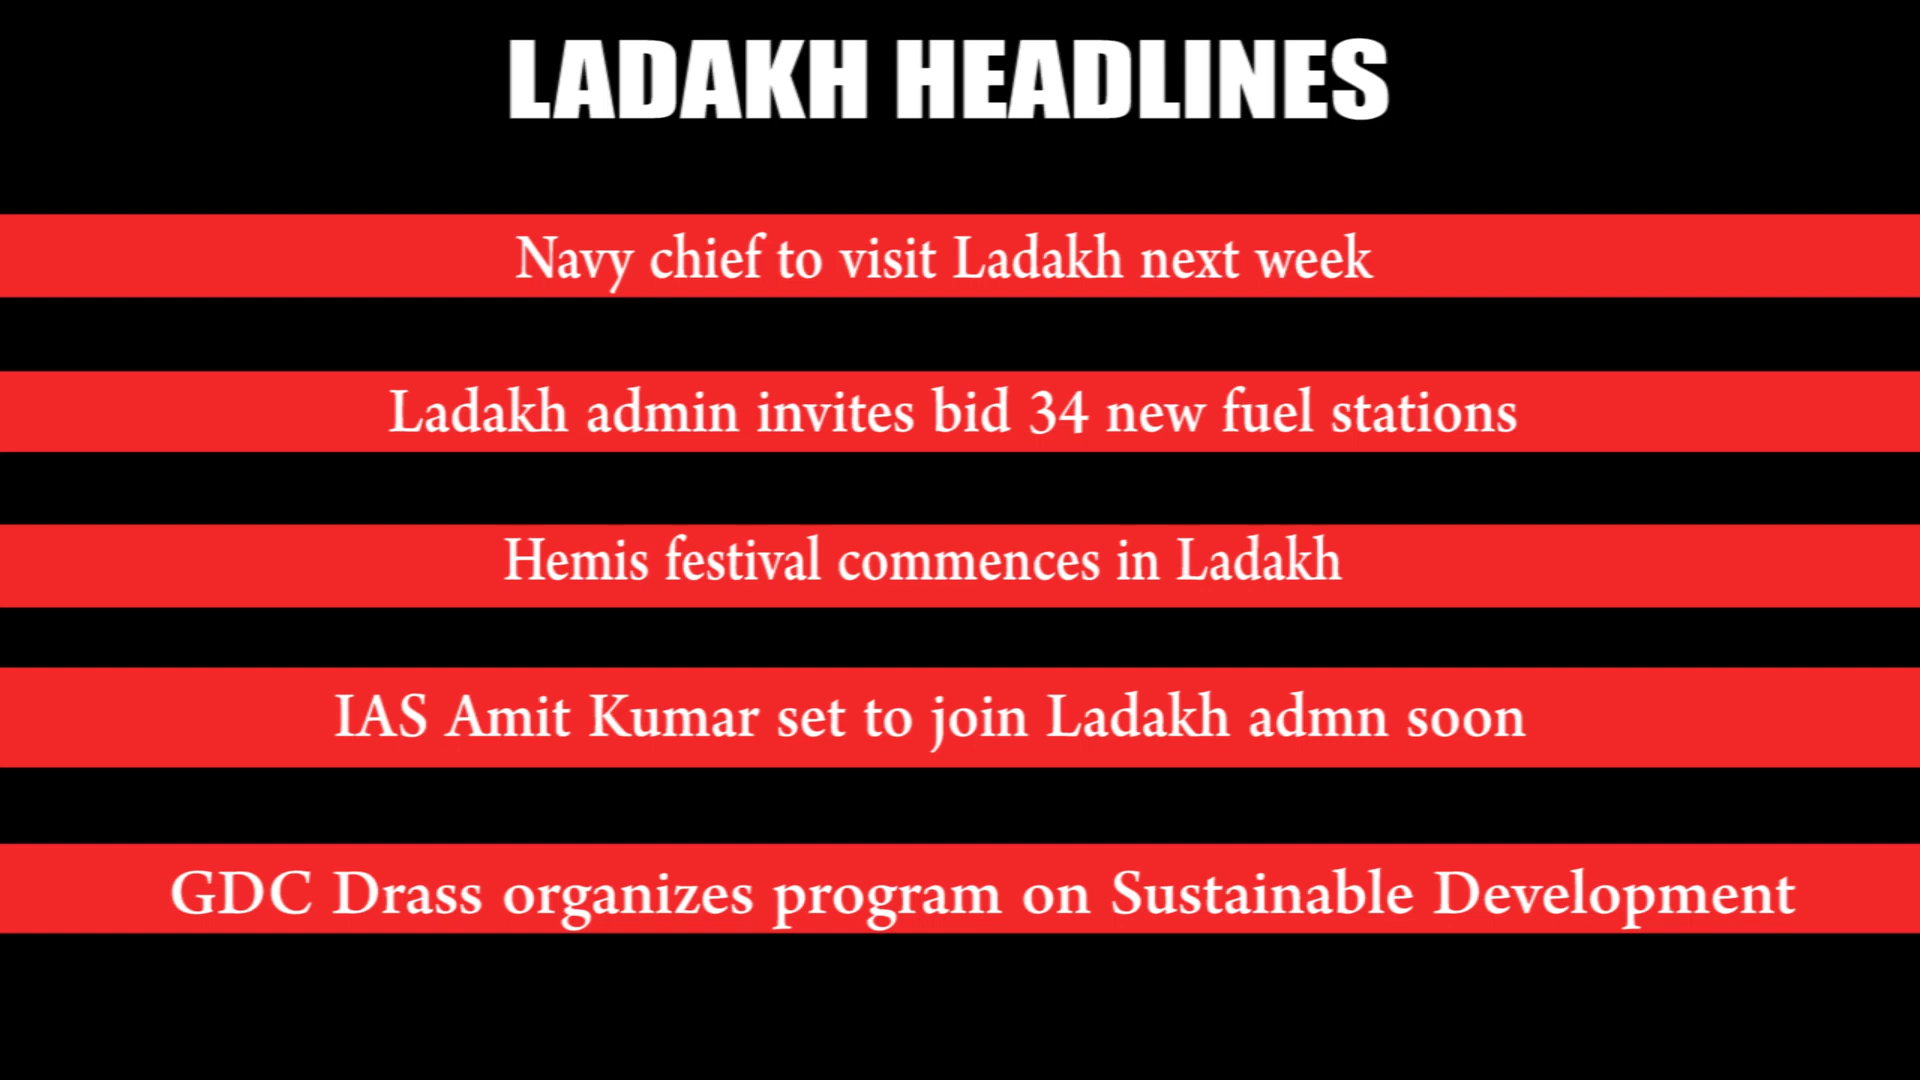 LADAKH HEADLINES
Navy chief to visit Ladakh next week
Ladakh admin invites bid 34 new fuel stations
Hemis festival commences in Ladakh
IAS Amit Kumar set to join Ladakh admn soon
GDC Drass organizes program on Sustainable Development